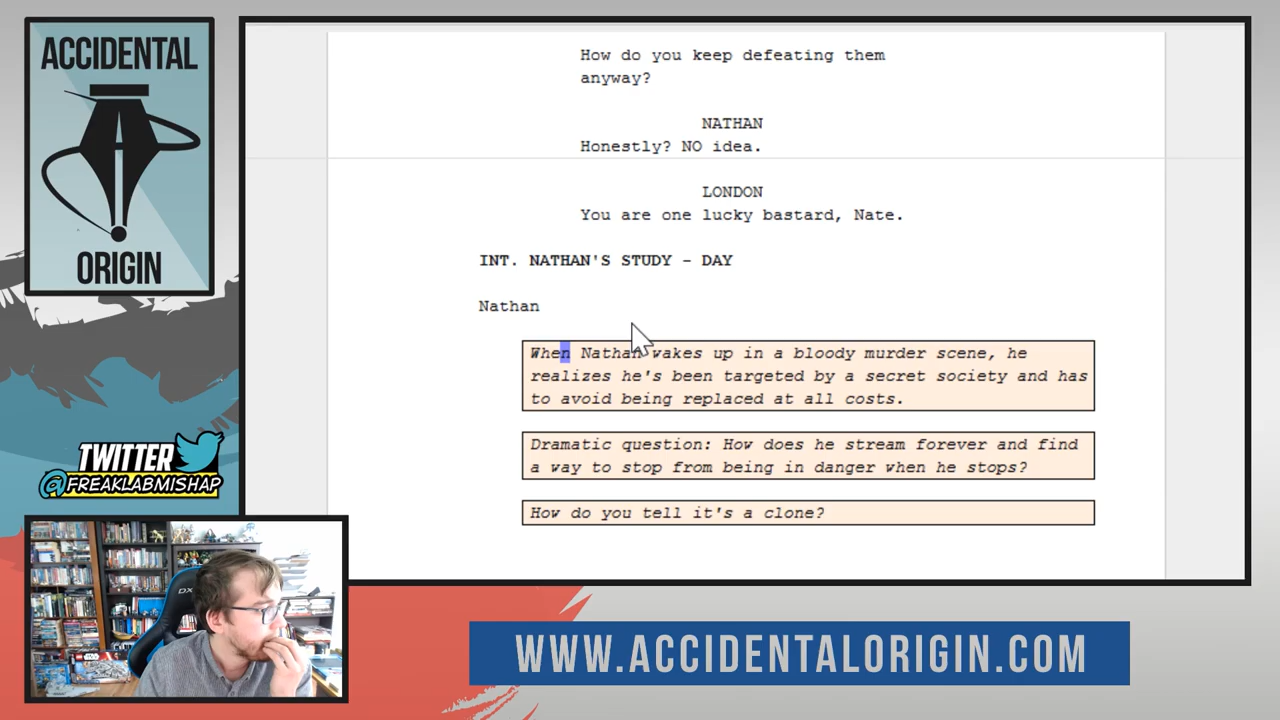 ACCIDENTAL
ORIGIN
How do you keep defeating them
anyway?
NATHAN
Honestly? NO idea.
LONDON
You are one lucky bastard, Nate.
INT. NATHAN'S STUDY - DAY
Nathan
When Nathan wakes up in a bloody murder scene, he
realizes he's been targeted by a secret society and has
to avoid being replaced at all costs.
Dramatic question: How does he stream forever and find
a way to stop from being in danger when he stops?
How do you tell it's a clone?
TWITTER
@FREAKLABMISHAP
DX
WWW.ACCIDENTALORIGIN.COM